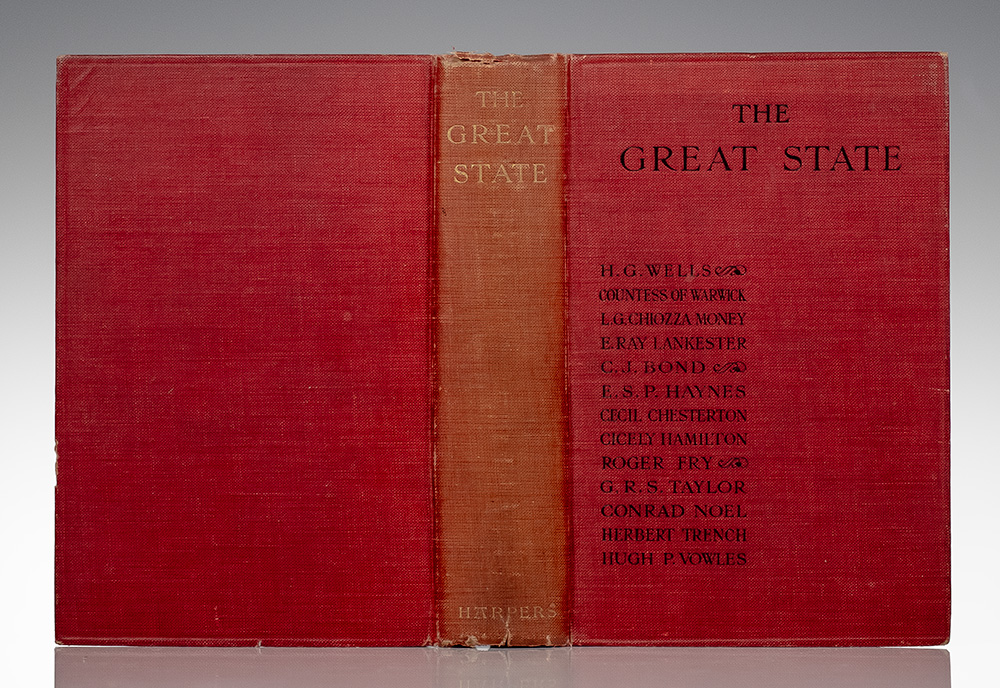 THE
GREAT
STATE
HARPERS
THE
GREAT STATE
H. G. WELLS
COUNTESS OF WARWICK
L. G. CHIOZZA MONEY
E. RAY LANKESTER
C. J. BOND
E. S. P. HAYNES
CECIL CHESTERTON
CICELY HAMILTON
ROGER FRY
G. R. S. TAYLOR
CONRAD NOEL
HERBERT TRENCH
HUGH P. VOWLES